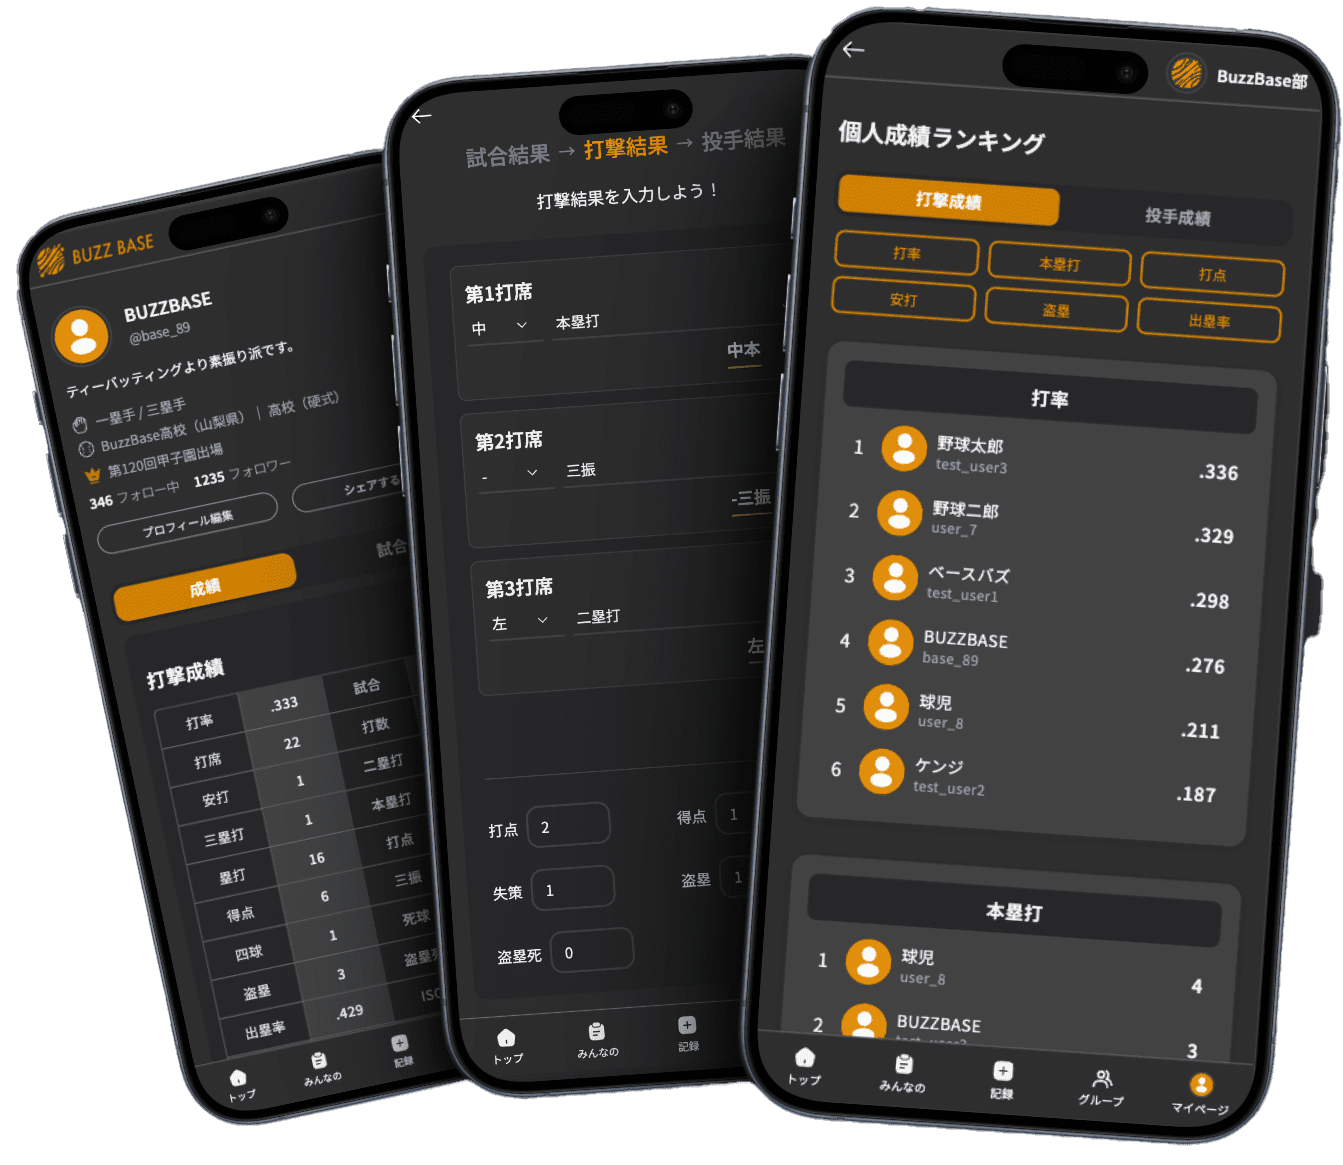 BUZZ BASE
BUZZBASE
@base_89
ティーバッティングより素振り派です。
一塁手 / 三塁手
BuzzBase高校（山梨県）｜ 高校（硬式）
第120回甲子園出場
346 フォロー中 1235 フォロワー
プロフィール編集 シェアする
成績 試合
打撃成績
打率 .333 試合
打席 22 打数
安打 1 二塁打
三塁打 1 本塁打
塁打 16 打点
得点 6 三振
四球 1 死球
盗塁 3 盗塁死
出塁率 .429 ISO
トップ みんなの 記録
試合結果 → 打撃結果 → 投手結果
打撃結果を入力しよう！
第1打席
中 本塁打
中本
第2打席
- 三振
-三振
第3打席
左 二塁打
左
打点 2 得点 1
失策 1 盗塁 1
盗塁死 0
トップ みんなの 記録
BuzzBase部
個人成績ランキング
打撃成績 投手成績
打率 本塁打 打点
安打 盗塁 出塁率
打率
1 野球太郎 .336
test_user3
2 野球二郎 .329
user_7
3 ベースバズ .298
test_user1
4 BUZZBASE .276
base_89
5 球児 .211
user_8
6 ケンジ .187
test_user2
本塁打
1 球児 4
user_8
2 BUZZBASE 3
トップ みんなの 記録 グループ マイページ